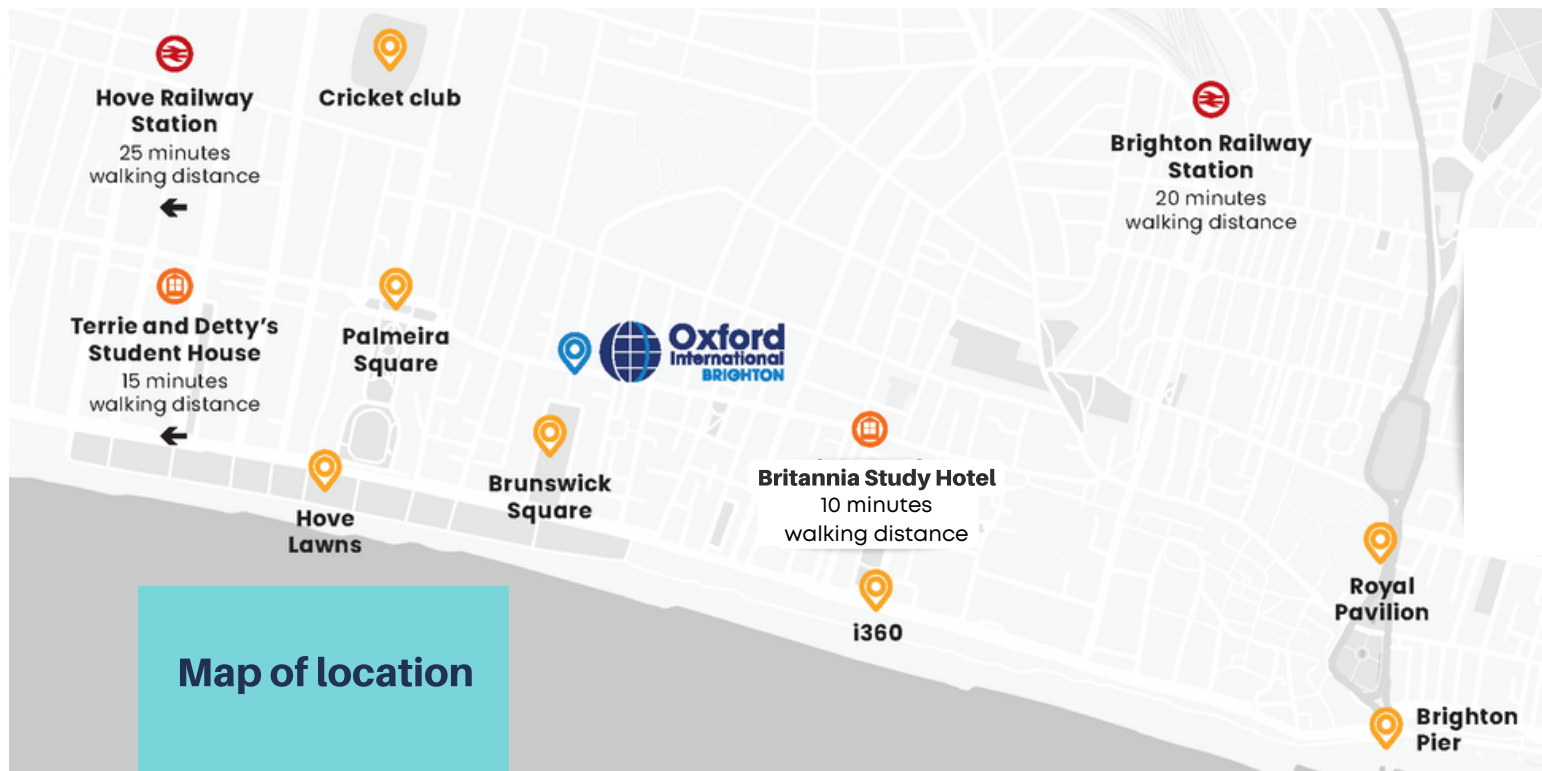 Hove Railway
Station
25 minutes
walking distance
Cricket club
Brighton Railway
Station
20 minutes
walking distance
Terrie and Detty's
Student House
15 minutes
walking distance
Palmeira
Square
Oxford
International
BRIGHTON
Brunswick
Square
Britannia Study Hotel
10 minutes
walking distance
Hove
Lawns
i360
Royal
Pavilion
Map of location
Brighton
Pier